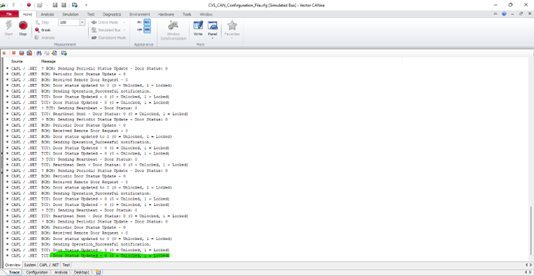 CVS_CAN_Configuration_File.cfg [Simulated Bus] - Vector CANoe
File Home Analysis Simulation Test Diagnostics Environment Hardware Tools Window
Start Stop Step 100 Break Animate Online Mode Simulated Bus Standalone Mode Window Synchronization Write Panel Favorites
Measurement Appearance More
Source Message
CAPL / .NET ? BCM: Sending Periodic Status Update - Door Status: 0
CAPL / .NET BCM: Periodic Door Status Update - 0
CAPL / .NET BCM: Received Remote Door Request - 0
CAPL / .NET BCM: Door status updated to 0 (0 = Unlocked, 1 = Locked)
CAPL / .NET BCM: Sending Operation_Successful notification.
CAPL / .NET TCU: Door Status Updated - 0 (0 = Unlocked, 1 = Locked)
CAPL / .NET TCU: Door Status Updated - 0 (0 = Unlocked, 1 = Locked)
CAPL / .NET ? TCU: Sending Heartbeat - Door Status: 0
CAPL / .NET TCU: Heartbeat Send - Door Status: 0 (0 = Unlocked, 1 = Locked)
CAPL / .NET ? BCM: Sending Periodic Status Update - Door Status: 0
CAPL / .NET BCM: Periodic Door Status Update - 0
CAPL / .NET BCM: Received Remote Door Request - 0
CAPL / .NET BCM: Door status updated to 0 (0 = Unlocked, 1 = Locked)
CAPL / .NET BCM: Sending Operation_Successful notification.
CAPL / .NET TCU: Door Status Updated - 0 (0 = Unlocked, 1 = Locked)
CAPL / .NET TCU: Door Status Updated - 0 (0 = Unlocked, 1 = Locked)
CAPL / .NET ? TCU: Sending Heartbeat - Door Status: 0
CAPL / .NET TCU: Heartbeat Send - Door Status: 0 (0 = Unlocked, 1 = Locked)
CAPL / .NET ? BCM: Sending Periodic Status Update - Door Status: 0
CAPL / .NET BCM: Periodic Door Status Update - 0
CAPL / .NET BCM: Received Remote Door Request - 0
CAPL / .NET BCM: Door status updated to 0 (0 = Unlocked, 1 = Locked)
CAPL / .NET BCM: Sending Operation_Successful notification.
CAPL / .NET TCU: Door Status Updated - 0 (0 = Unlocked, 1 = Locked)
CAPL / .NET TCU: Door Status Updated - 0 (0 = Unlocked, 1 = Locked)
CAPL / .NET ? TCU: Sending Heartbeat - Door Status: 0
CAPL / .NET TCU: Heartbeat Send - Door Status: 0 (0 = Unlocked, 1 = Locked)
CAPL / .NET ? BCM: Sending Periodic Status Update - Door Status: 0
CAPL / .NET BCM: Periodic Door Status Update - 0
CAPL / .NET BCM: Received Remote Door Request - 0
CAPL / .NET BCM: Door status updated to 0 (0 = Unlocked, 1 = Locked)
CAPL / .NET BCM: Sending Operation_Successful notification.
CAPL / .NET TCU: Door Status Updated - 0 (0 = Unlocked, 1 = Locked)
CAPL / .NET TCU: Door Status Updated - 0 (0 = Unlocked, 1 = Locked)
Overview System CAPL / .NET Test
Trace Configuration Analysis Desktop1